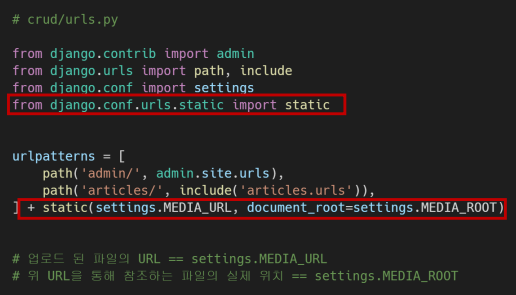 # crud/urls.py
from django.contrib import admin
from django.urls import path, include
from django.conf import settings
from django.conf.urls.static import static
urlpatterns = [
    path('admin/', admin.site.urls),
    path('articles/', include('articles.urls')),
] + static(settings.MEDIA_URL, document_root=settings.MEDIA_ROOT)
# 업로드 된 파일의 URL == settings.MEDIA_URL
# 위 URL을 통해 참조하는 파일의 실제 위치 == settings.MEDIA_ROOT